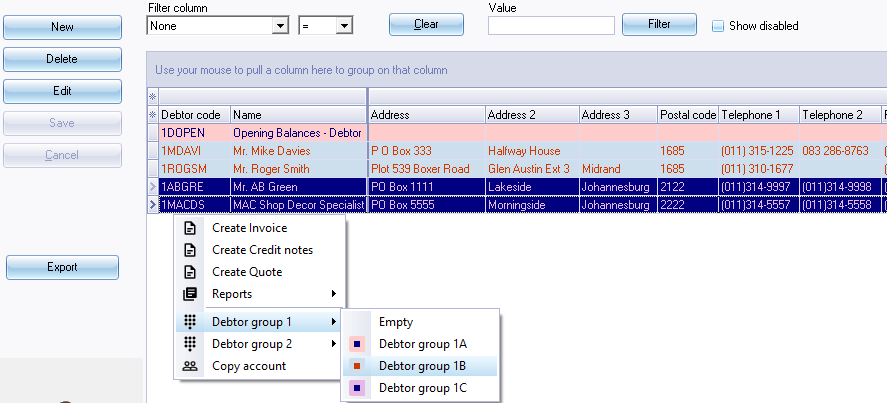 Filter column
Value
New
None
=
Clear
Filter
Show disabled
Delete
Use your mouse to pull a column here to group on that column
Edit
Save
Debtor code Name Address Address 2 Address 3 Postal code Telephone 1 Telephone 2
1DOPEN Opening Balances - Debtor
Cancel
1MDAVI Mr. Mike Davies P O Box 333 Halfway House 1685 (011) 315-1225 083 286-8763
1ROGSM Mr. Roger Smith Plot 539 Boxer Road Glen Austin Ext 3 Midrand 1685 (011) 310-1677
1ABGRE Mr. AB Green PO Box 1111 Lakeside Johannesburg 2122 (011)314-9997 (011)314-9998
1MACDS MAC Shop Decor Specialist PO Box 5555 Morningside Johannesburg 2222 (011)314-5557 (011)314-5558
Create Invoice
Create Credit notes
Export
Create Quote
Reports
Debtor group 1
Debtor group 2
Copy account
Empty
Debtor group 1A
Debtor group 1B
Debtor group 1C